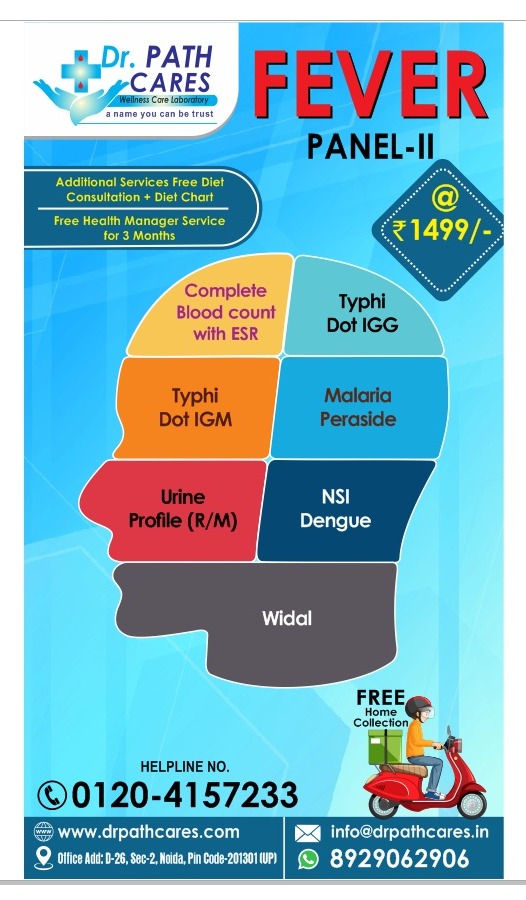 Dr. PATH
CARES
Wellness Care Laboratory
a name you can be trust
FEVER
PANEL-II
Additional Services Free Diet
Consultation + Diet Chart
Free Health Manager Service
for 3 Months
@
₹1499/-
Complete
Blood count
with ESR
Typhi
Dot IGG
Typhi
Dot IGM
Malaria
Peraside
Urine
Profile (R/M)
NSI
Dengue
Widal
FREE
Home
Collection
HELPLINE NO.
0120-4157233
www
www.drpathcares.com
info@drpathcares.in
Office Add: D-26, Sec-2, Noida, Pin Code-201301 (UP)
8929062906